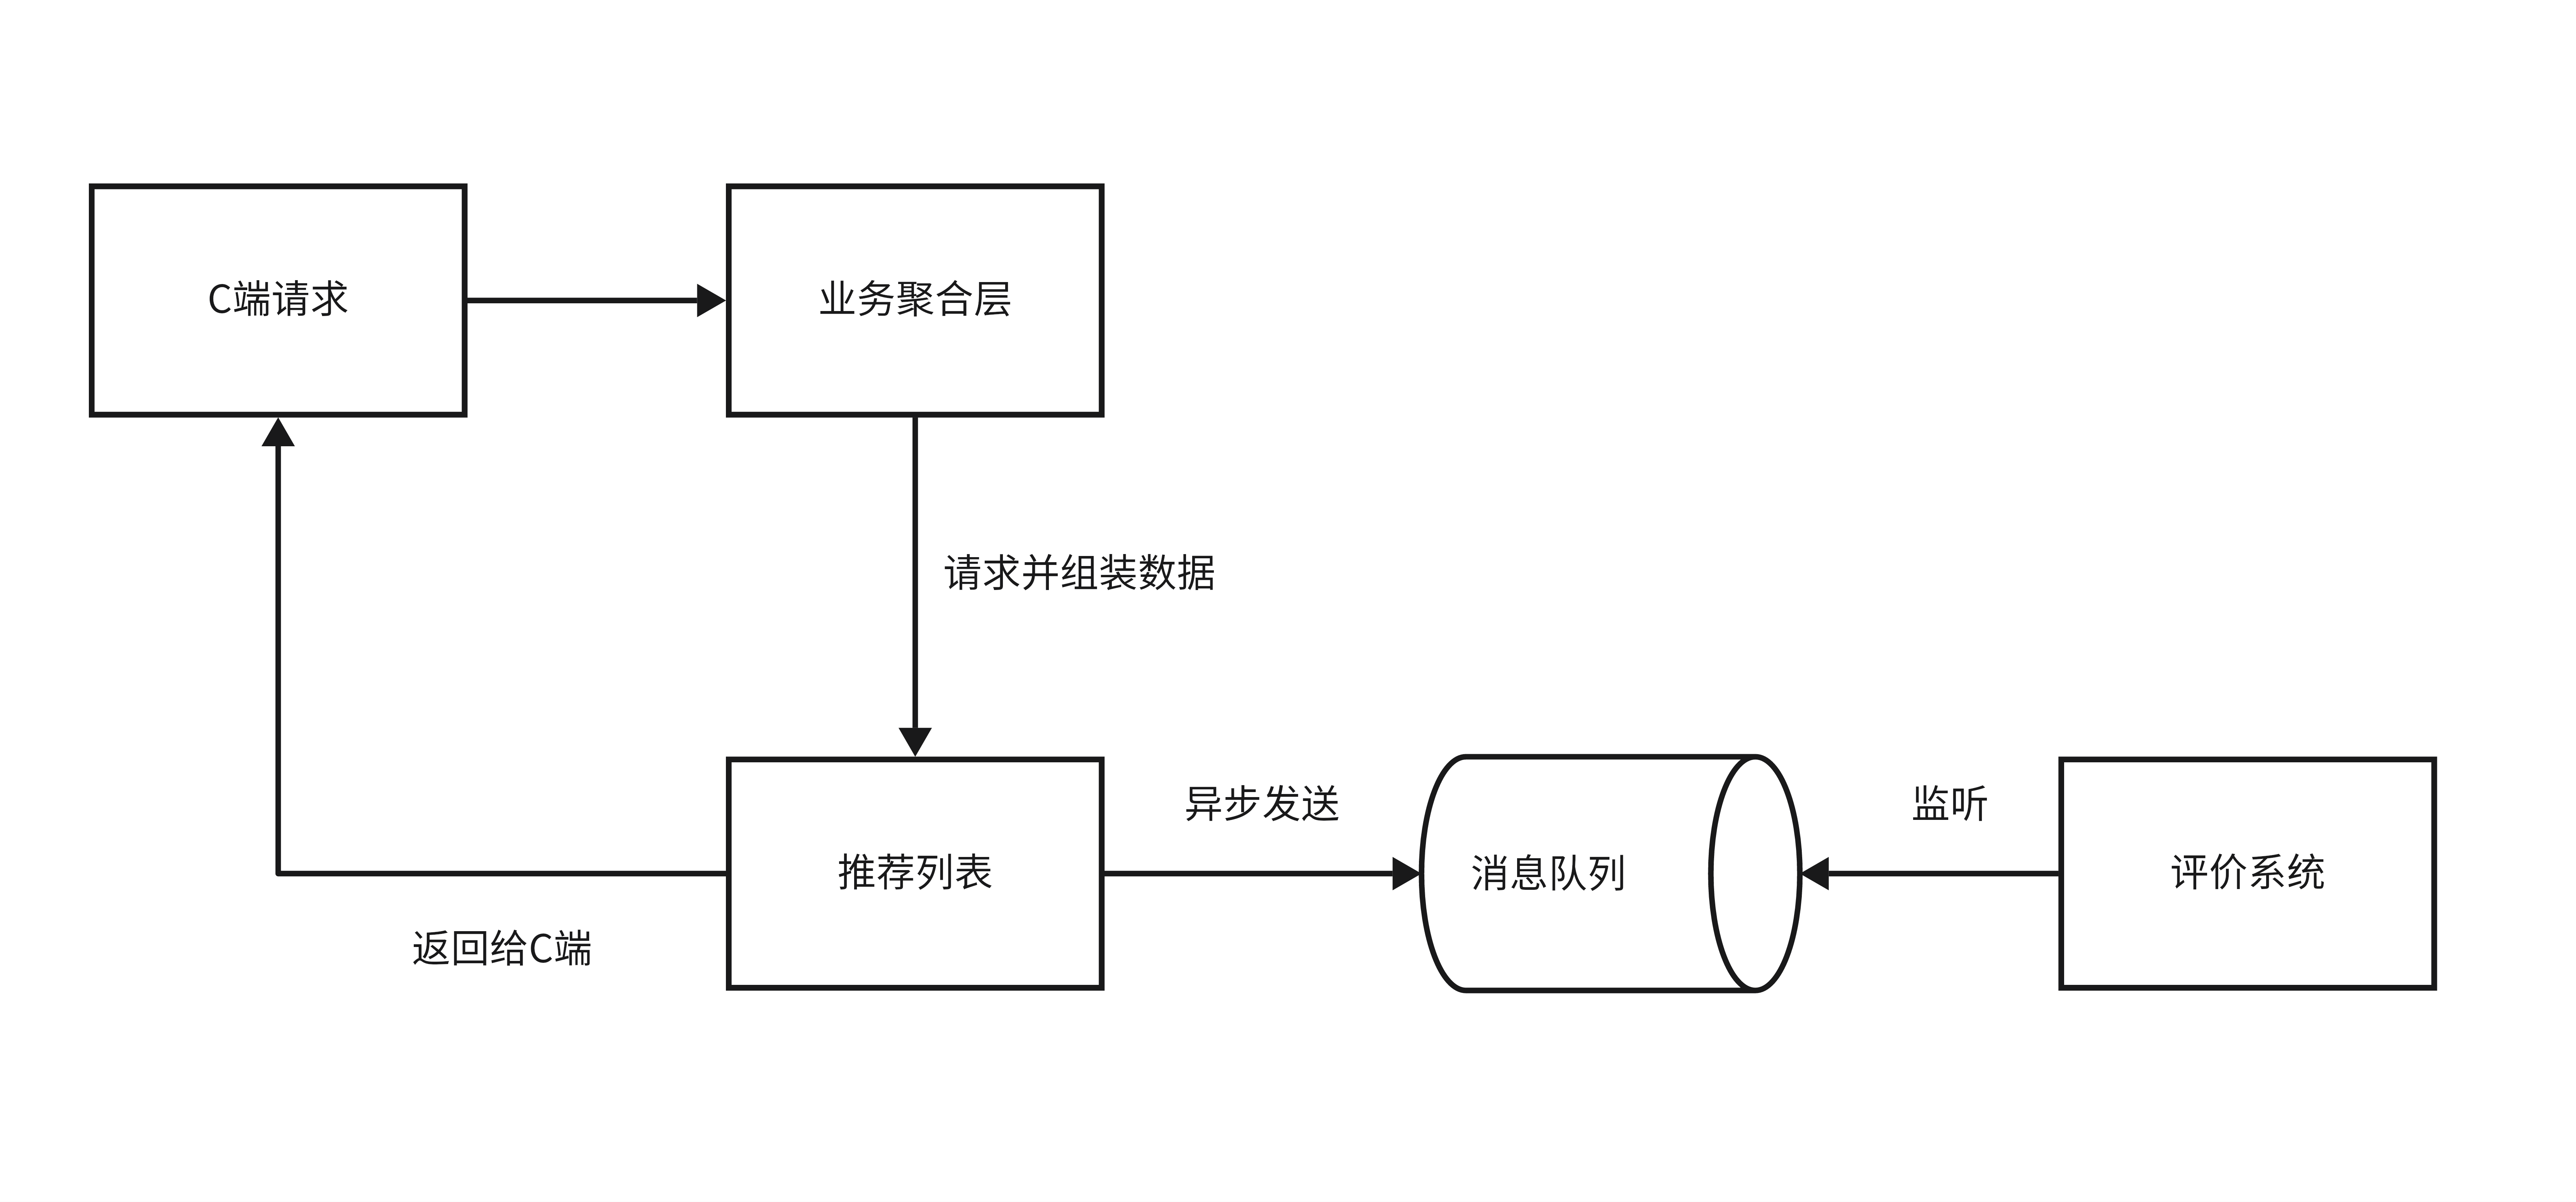 C端请求
业务聚合层
请求并组装数据
异步发送
监听
推荐列表
消息队列
评价系统
返回给C端